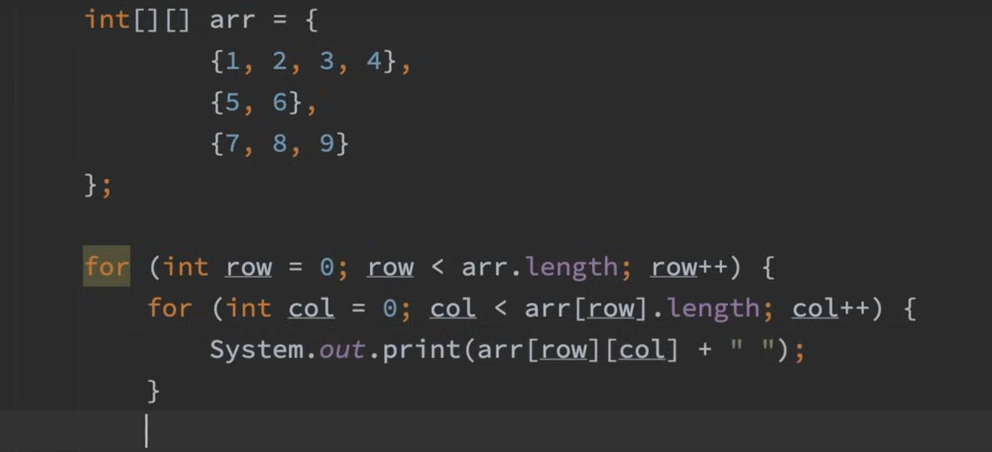 int[][] arr = {
{1, 2, 3, 4},
{5, 6},
{7, 8, 9}
};
for (int row = 0; row < arr.length; row++) {
for (int col = 0; col < arr[row].length; col++) {
System.out.print(arr[row][col] + " ");
}